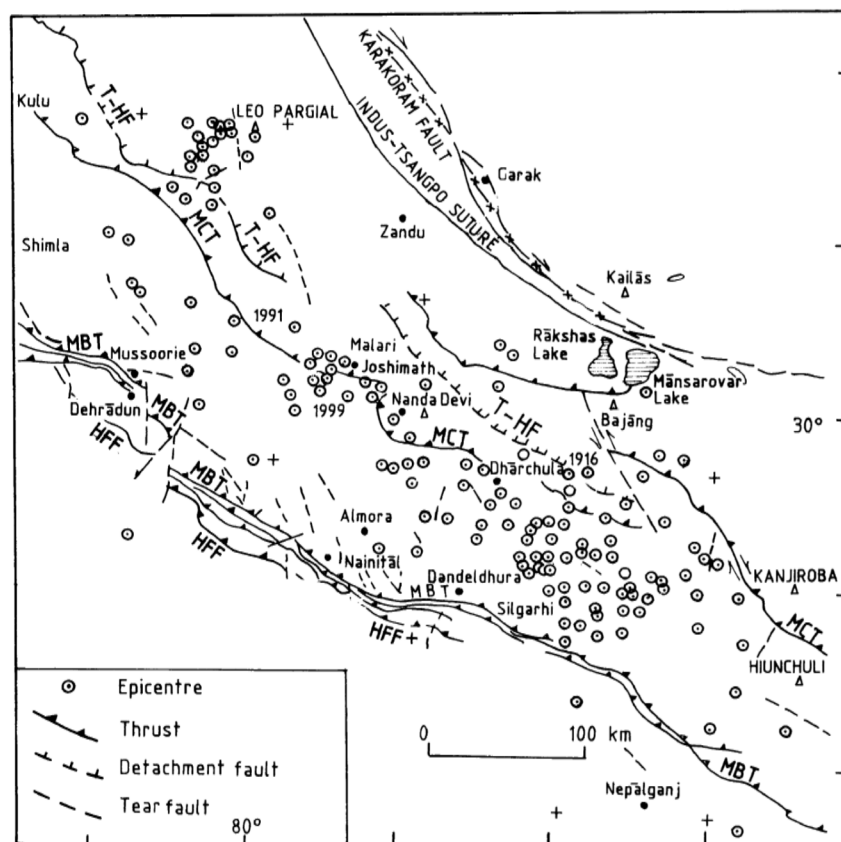 KARAKORAM FAULT
INDUS-TSANGPO SUTURE
Kulu
T-HF
LEO PARGIAL
Garak
MCT
T-HF
Zandu
Shimla
Kailās
1991
Malari
Joshimath
Rākshas
Lake
MBT
Mussoorie
Mānsarovar
Lake
Dehrādun
1999
Nanda Devi
T-HF
Bajāng
30°
MBT
HFF
MCT
1916
Dhārchula
MBT
Almora
HFF
Nainitāl
Dandeldhura
KANJIROBA
MBT
Silgarhi
HFF
MCT
HIUNCHULI
Epicentre
Thrust
Detachment fault
Tear fault
0 100 km
MBT
Nepālganj
80°